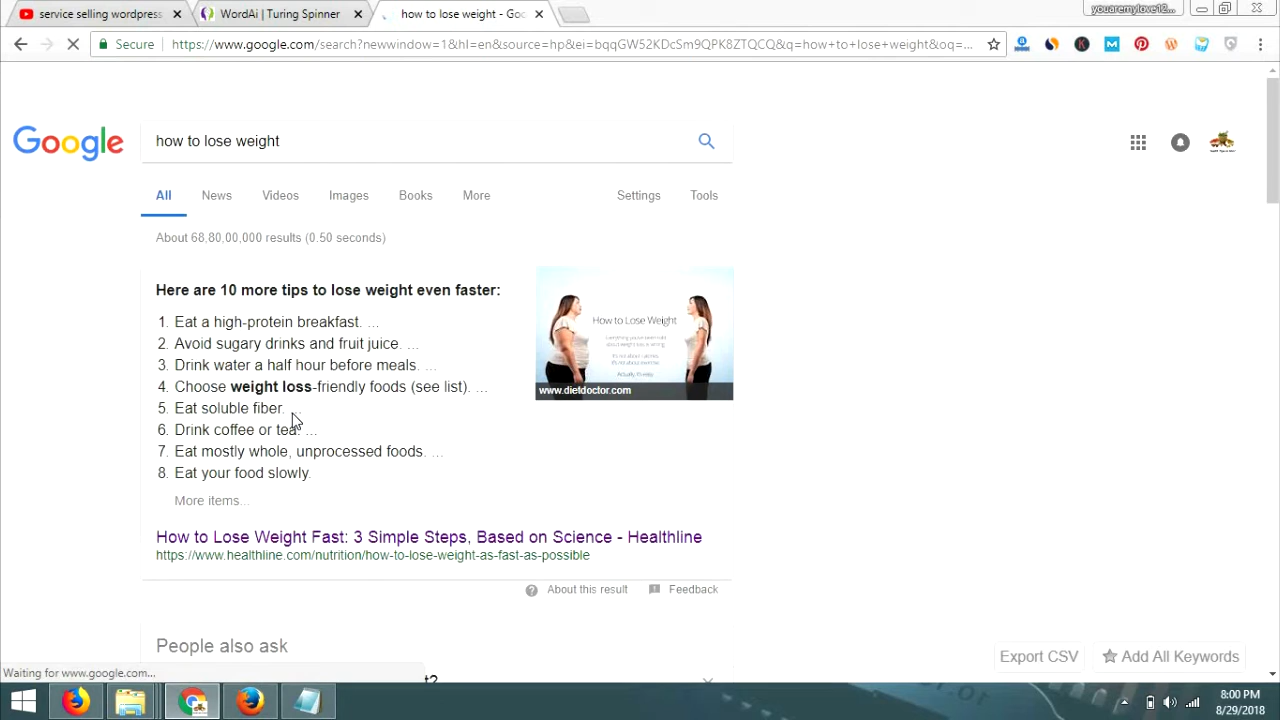 service selling wordpress
WordAi | Turing Spinner
how to lose weight - Goo
youaremylove12...
Secure
https://www.google.com/search?newwindow=1&hl=en&source=hp&ei=bqqGW52KDcSm9QPK8ZTQCQ&q=how+to+lose+weight&oq=...
Google
how to lose weight
All
News
Videos
Images
Books
More
Settings
Tools
About 68,80,00,000 results (0.50 seconds)
Here are 10 more tips to lose weight even faster:
1. Eat a high-protein breakfast. ...
2. Avoid sugary drinks and fruit juice. ...
3. Drink water a half hour before meals. ...
4. Choose weight loss-friendly foods (see list). ...
5. Eat soluble fiber. ...
6. Drink coffee or tea. ...
7. Eat mostly whole, unprocessed foods. ...
8. Eat your food slowly.
More items...
How to Lose Weight
www.dietdoctor.com
How to Lose Weight Fast: 3 Simple Steps, Based on Science - Healthline
https://www.healthline.com/nutrition/how-to-lose-weight-as-fast-as-possible
About this result
Feedback
People also ask
Export CSV
Add All Keywords
Waiting for www.google.com...
t?
8:00 PM
8/29/2018